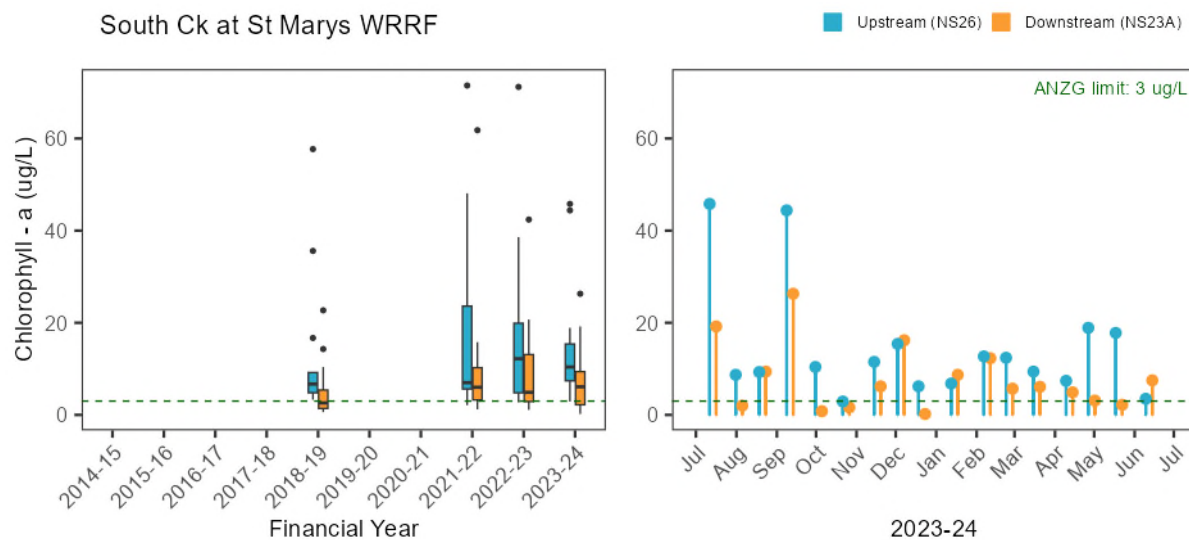 South Ck at St Marys WRRF
Upstream (NS26) Downstream (NS23A)
Chlorophyll - a (ug/L)
60
40
20
0
2014-15 2015-16 2016-17 2017-18 2018-19 2019-20 2020-21 2021-22 2022-23 2023-24
Financial Year
ANZG limit: 3 ug/L
60
40
20
0
Jul Aug Sep Oct Nov Dec Jan Feb Mar Apr May Jun Jul
2023-24